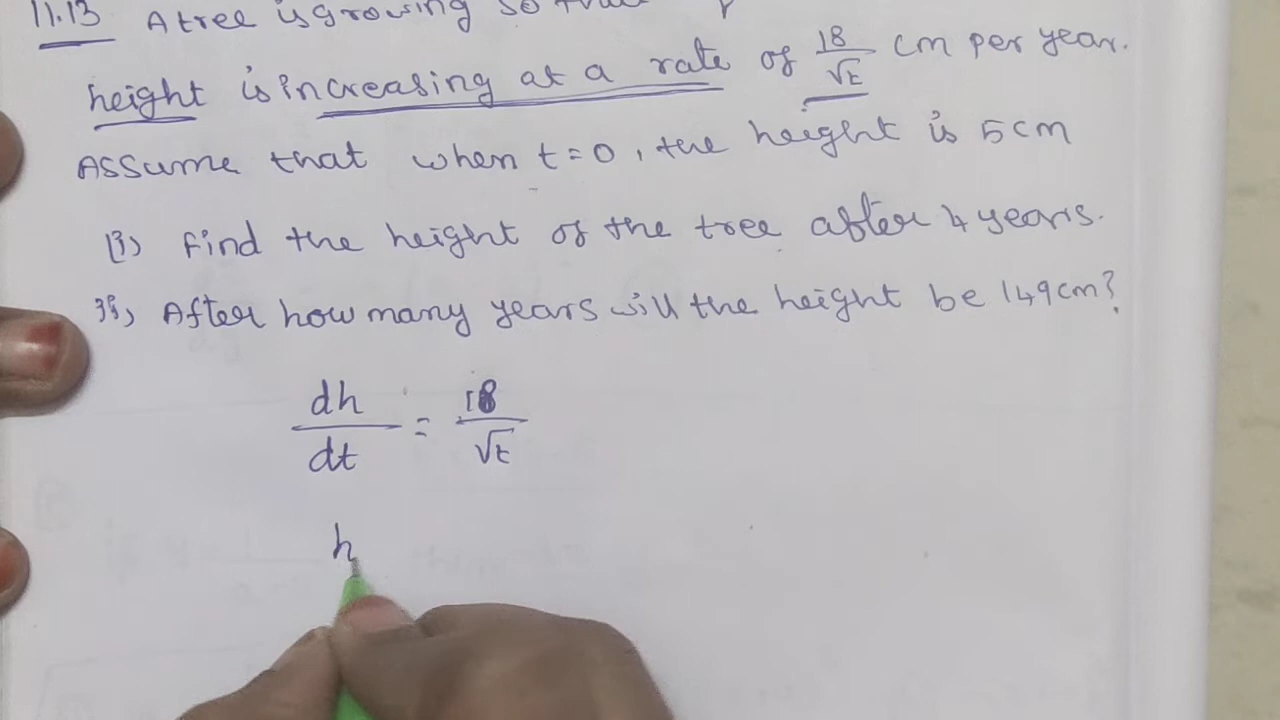 11.13 A tree is growing so that
height is increasing at a rate of 18/√t cm per year.
Assume that when t=0, the height is 5cm
(i) Find the height of the tree after 4 years.
ii) After how many years will the height be 149cm?
dh/dt = 18/√t
h